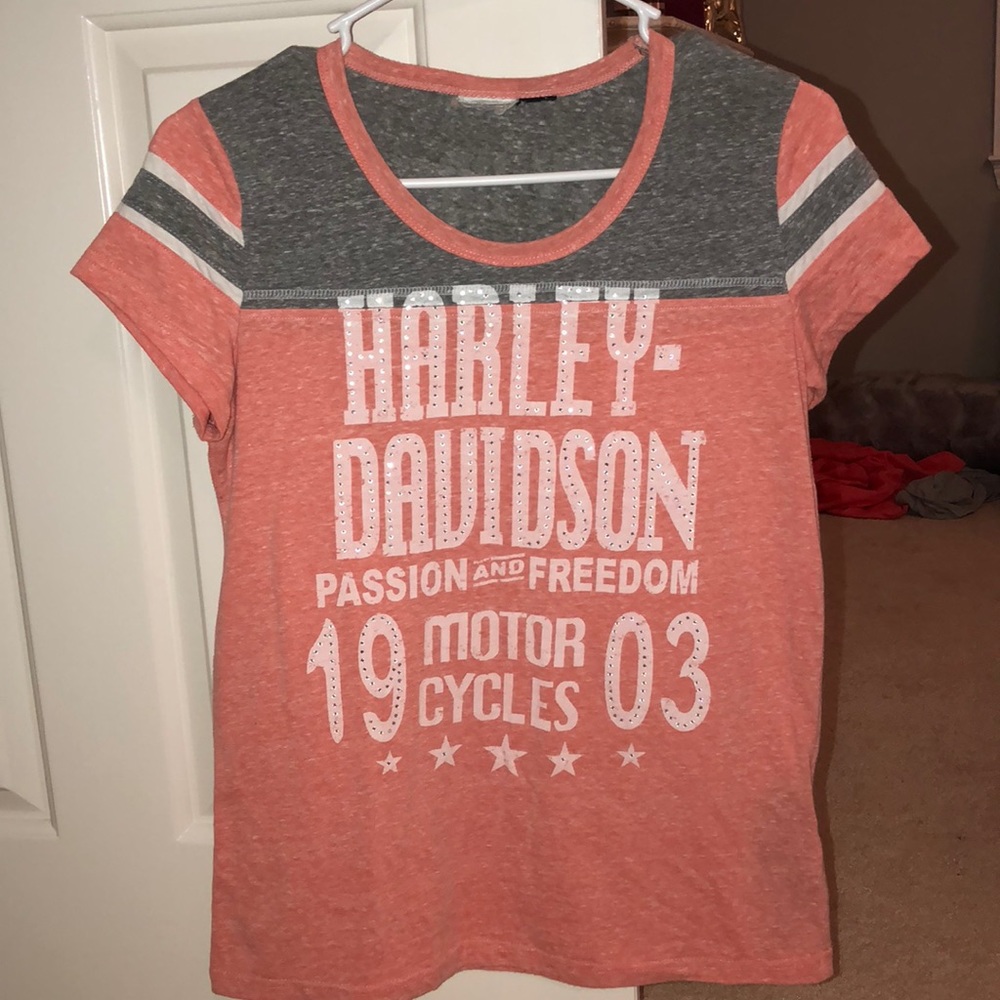 HARLEY-
DAVIDSON
PASSION AND FREEDOM
19 MOTOR CYCLES 03